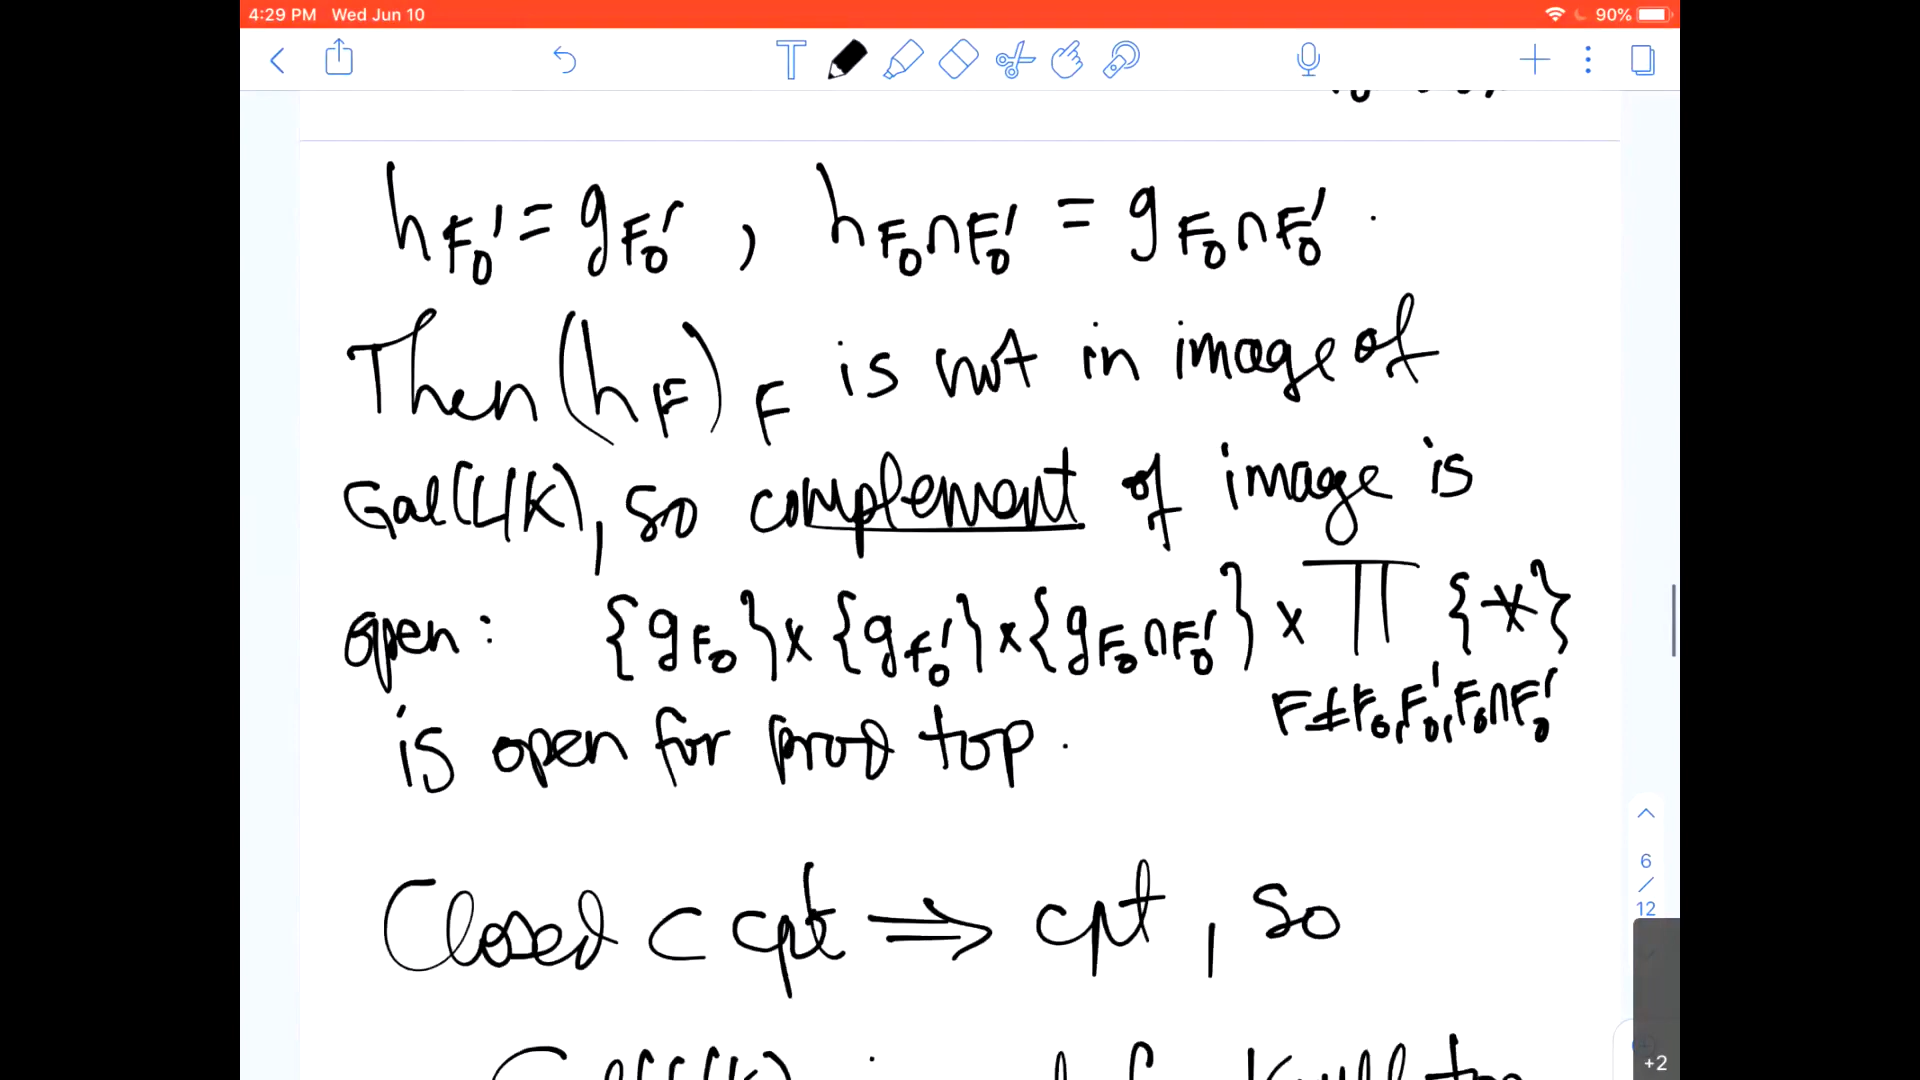 4:29 PM Wed Jun 10 90%
h_{F_0'} = g_{F_0'}, h_{F_0∩F_0'} = g_{F_0∩F_0'}.
Then (h_F)_F is not in image of
Gal(L/K), so complement of image is
open: {g_{F_0}} x {g_{F_0'}} x {g_{F_0∩F_0'}} x ∏ {*}
F≠F_0, F_0', F_0∩F_0'
is open for prod top.
Closed ⊂ cpt ⟹ cpt, so
6
/
12
+2